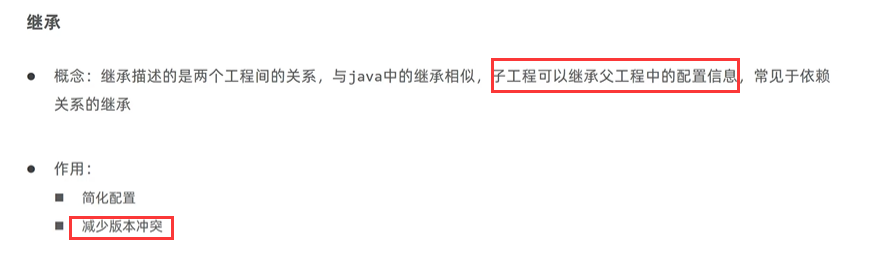 继承
● 概念：继承描述的是两个工程间的关系，与java中的继承相似，子工程可以继承父工程中的配置信息，常见于依赖
关系的继承
● 作用：
■ 简化配置
■ 减少版本冲突